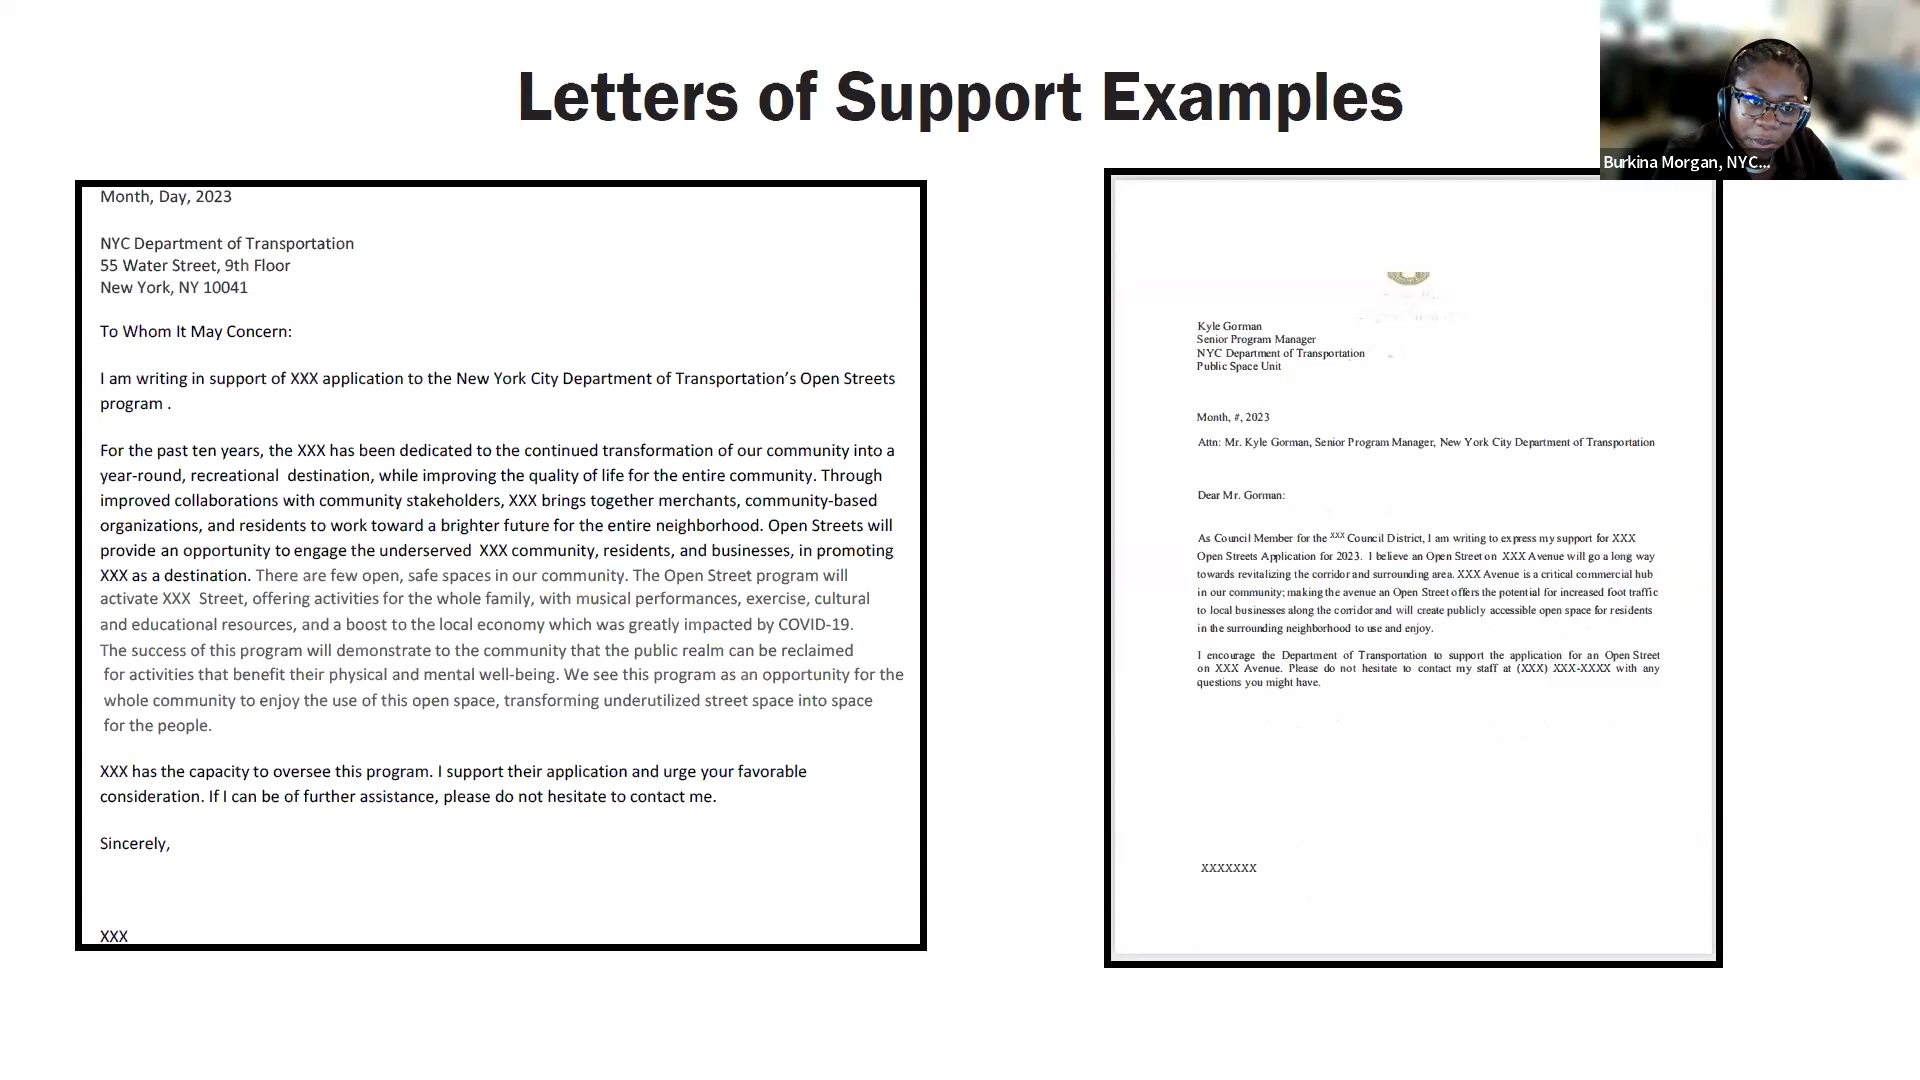 Letters of Support Examples
Burkina Morgan, NYC...
Month, Day, 2023
NYC Department of Transportation
55 Water Street, 9th Floor
New York, NY 10041
To Whom It May Concern:
I am writing in support of XXX application to the New York City Department of Transportation’s Open Streets
program .
For the past ten years, the XXX has been dedicated to the continued transformation of our community into a
year-round, recreational destination, while improving the quality of life for the entire community. Through
improved collaborations with community stakeholders, XXX brings together merchants, community-based
organizations, and residents to work toward a brighter future for the entire neighborhood. Open Streets will
provide an opportunity to engage the underserved XXX community, residents, and businesses, in promoting
XXX as a destination. There are few open, safe spaces in our community. The Open Street program will
activate XXX Street, offering activities for the whole family, with musical performances, exercise, cultural
and educational resources, and a boost to the local economy which was greatly impacted by COVID-19.
The success of this program will demonstrate to the community that the public realm can be reclaimed
for activities that benefit their physical and mental well-being. We see this program as an opportunity for the
whole community to enjoy the use of this open space, transforming underutilized street space into space
for the people.
XXX has the capacity to oversee this program. I support their application and urge your favorable
consideration. If I can be of further assistance, please do not hesitate to contact me.
Sincerely,
XXX
Kyle Gorman
Senior Program Manager
NYC Department of Transportation
Public Space Unit
Month, #, 2023
Attn: Mr. Kyle Gorman, Senior Program Manager, New York City Department of Transportation
Dear Mr. Gorman:
As Council Member for the XXX Council District, I am writing to express my support for XXX
Open Streets Application for 2023. I believe an Open Street on XXX Avenue will go a long way
towards revitalizing the corridor and surrounding area. XXX Avenue is a critical commercial hub
in our community; making the avenue an Open Street offers the potential for increased foot traffic
to local businesses along the corridor and will create publicly accessible open space for residents
in the surrounding neighborhood to use and enjoy.
I encourage the Department of Transportation to support the application for an Open Street
on XXX Avenue. Please do not hesitate to contact my staff at (XXX) XXX-XXXX with any
questions you might have.
XXXXXXX